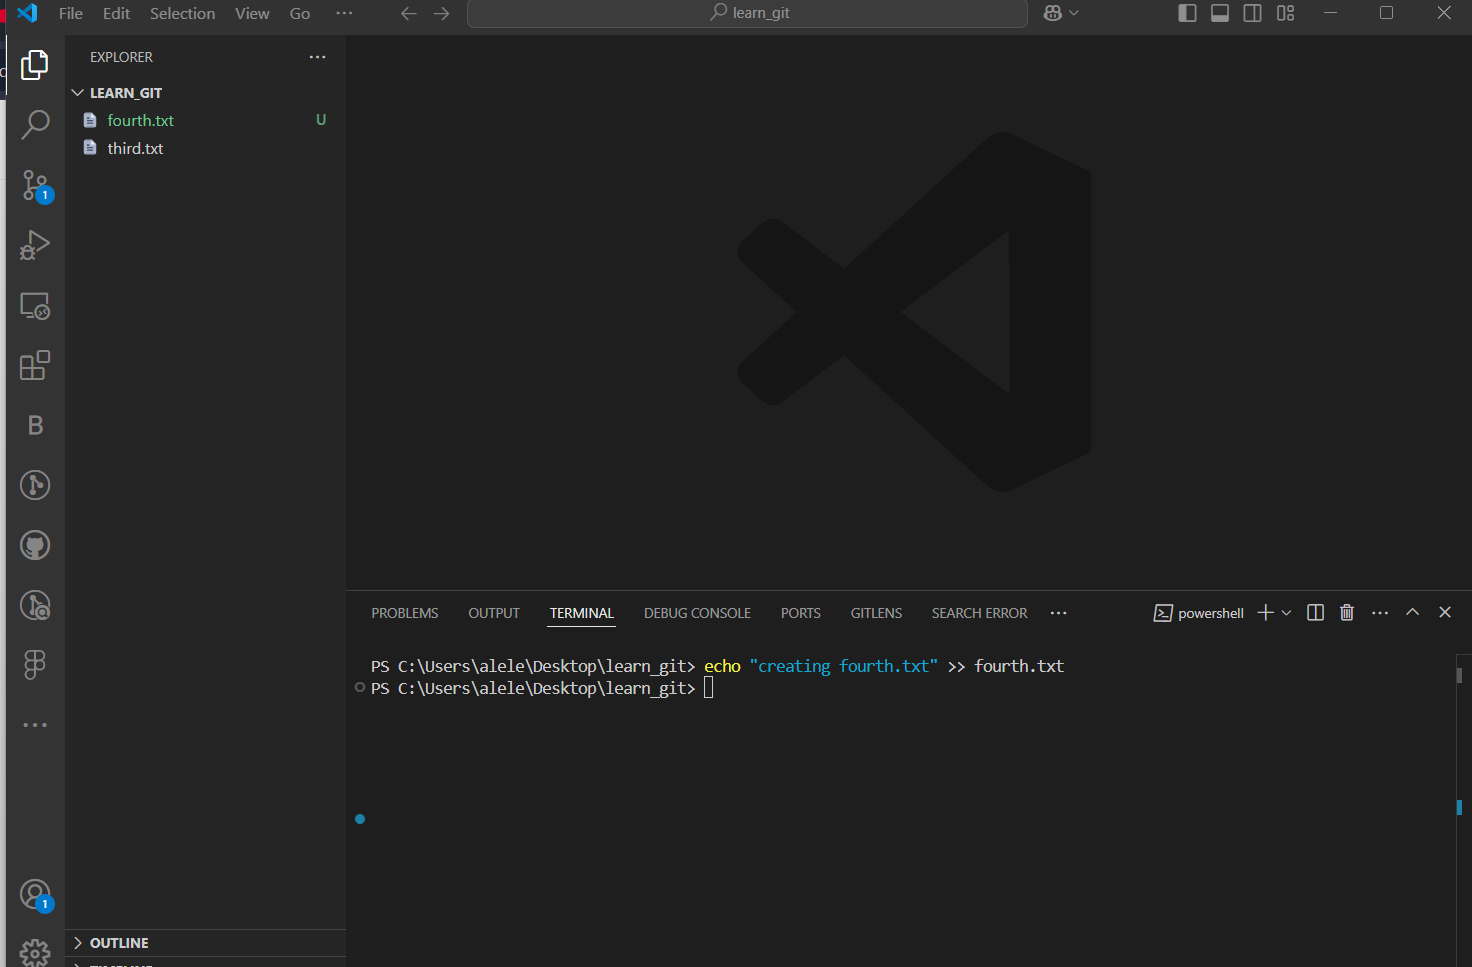 File Edit Selection View Go ···
learn_git
EXPLORER
LEARN_GIT
fourth.txt U
third.txt
1
B
1
OUTLINE
PROBLEMS OUTPUT TERMINAL DEBUG CONSOLE PORTS GITLENS SEARCH ERROR ··· powershell
PS C:\Users\alele\Desktop\learn_git> echo "creating fourth.txt" >> fourth.txt
PS C:\Users\alele\Desktop\learn_git>